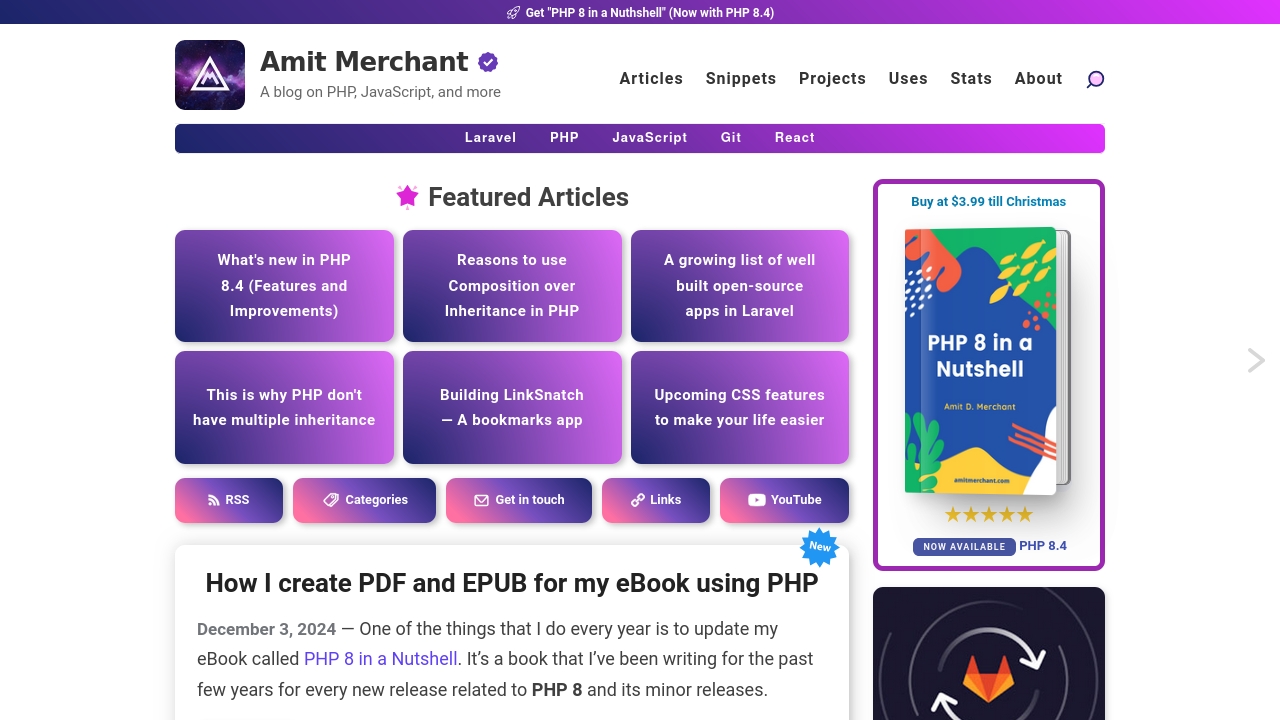 Get "PHP 8 in a Nuthshell" (Now with PHP 8.4)
Amit Merchant
A blog on PHP, JavaScript, and more
Articles Snippets Projects Uses Stats About
Laravel PHP JavaScript Git React
Featured Articles
What's new in PHP
8.4 (Features and
Improvements)
Reasons to use
Composition over
Inheritance in PHP
A growing list of well
built open-source
apps in Laravel
This is why PHP don't
have multiple inheritance
Building LinkSnatch
— A bookmarks app
Upcoming CSS features
to make your life easier
RSS Categories Get in touch Links YouTube
New
How I create PDF and EPUB for my eBook using PHP
December 3, 2024 — One of the things that I do every year is to update my
eBook called PHP 8 in a Nutshell. It’s a book that I’ve been writing for the past
few years for every new release related to PHP 8 and its minor releases.
Buy at $3.99 till Christmas
PHP 8 in a
Nutshell
Amit D. Merchant
amitmerchant.com
NOW AVAILABLE PHP 8.4